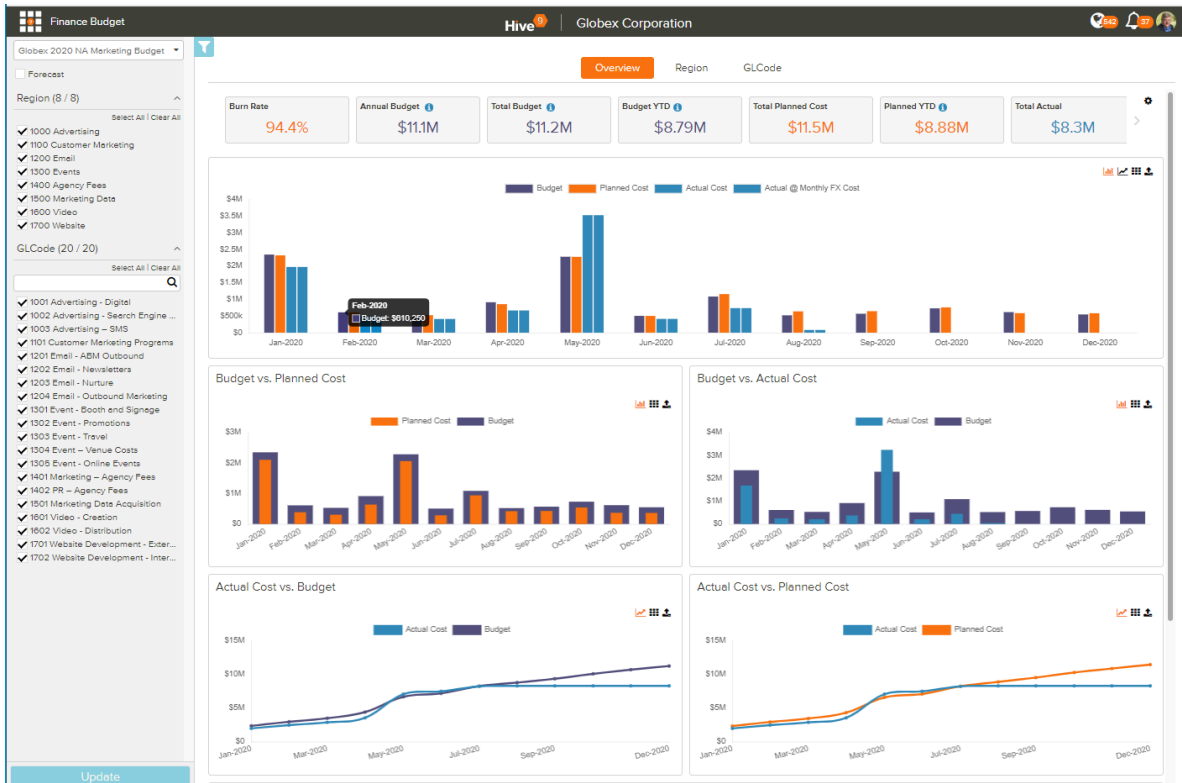 Finance Budget
Hive9
Globex Corporation
642
37
Globex 2020 NA Marketing Budget
Forecast
Region (8 / 8)
Select All | Clear All
1000 Advertising
1100 Customer Marketing
1200 Email
1300 Events
1400 Agency Fees
1500 Marketing Data
1600 Video
1700 Website
GLCode (20 / 20)
Select All | Clear All
1001 Advertising - Digital
1002 Advertising - Search Engine ...
1003 Advertising – SMS
1101 Customer Marketing Programs
1201 Email - ABM Outbound
1202 Email - Newsletters
1203 Email - Nurture
1204 Email - Outbound Marketing
1301 Event - Booth and Signage
1302 Event - Promotions
1303 Event - Travel
1304 Event – Venue Costs
1305 Event - Online Events
1401 Marketing – Agency Fees
1402 PR – Agency Fees
1501 Marketing Data Acquisition
1601 Video - Creation
1602 Video - Distribution
1701 Website Development - Exter...
1702 Website Development - Inter...
Update
Overview Region GLCode
Burn Rate
94.4%
Annual Budget
$11.1M
Total Budget
$11.2M
Budget YTD
$8.79M
Total Planned Cost
$11.5M
Planned YTD
$8.88M
Total Actual
$8.3M
Budget Planned Cost Actual Cost Actual @ Monthly FX Cost
$4M
$3.5M
$3M
$2.5M
$2M
$1.5M
$1M
$500k
$0
Feb-2020
Budget: $610,250
Jan-2020 Feb-2020 Mar-2020 Apr-2020 May-2020 Jun-2020 Jul-2020 Aug-2020 Sep-2020 Oct-2020 Nov-2020 Dec-2020
Budget vs. Planned Cost
Planned Cost Budget
$3M
$2M
$1M
$0
Jan-2020 Feb-2020 Mar-2020 Apr-2020 May-2020 Jun-2020 Jul-2020 Aug-2020 Sep-2020 Oct-2020 Nov-2020 Dec-2020
Budget vs. Actual Cost
Actual Cost Budget
$4M
$3M
$2M
$1M
$0
Jan-2020 Feb-2020 Mar-2020 Apr-2020 May-2020 Jun-2020 Jul-2020 Aug-2020 Sep-2020 Oct-2020 Nov-2020 Dec-2020
Actual Cost vs. Budget
Actual Cost Budget
$15M
$10M
$5M
$0
Jan-2020 Mar-2020 May-2020 Jul-2020 Sep-2020 Dec-2020
Actual Cost vs. Planned Cost
Actual Cost Planned Cost
$15M
$10M
$5M
$0
Jan-2020 Mar-2020 May-2020 Jul-2020 Sep-2020 Dec-2020